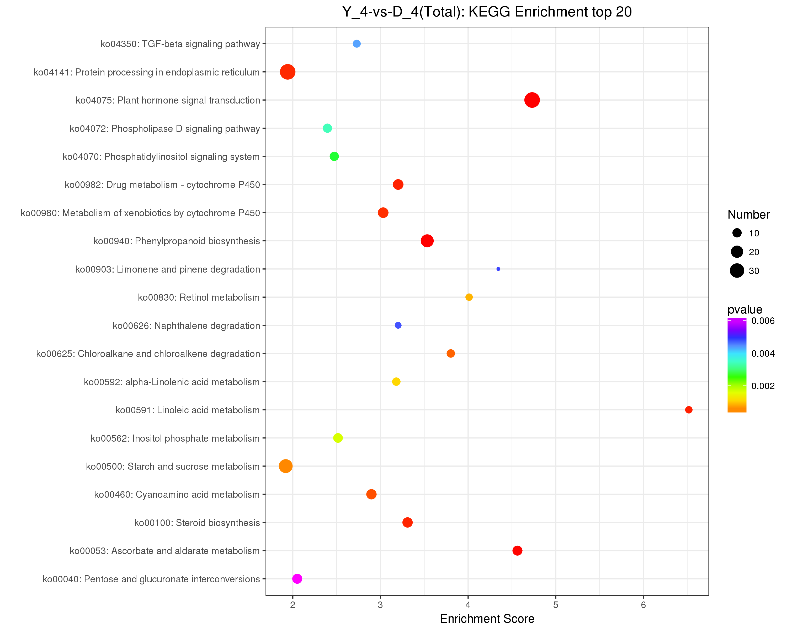 Y_4-vs-D_4(Total): KEGG Enrichment top 20
ko04350: TGF-beta signaling pathway
ko04141: Protein processing in endoplasmic reticulum
ko04075: Plant hormone signal transduction
ko04072: Phospholipase D signaling pathway
ko04070: Phosphatidylinositol signaling system
ko00982: Drug metabolism - cytochrome P450
ko00980: Metabolism of xenobiotics by cytochrome P450
ko00940: Phenylpropanoid biosynthesis
ko00903: Limonene and pinene degradation
ko00830: Retinol metabolism
ko00626: Naphthalene degradation
ko00625: Chloroalkane and chloroalkene degradation
ko00592: alpha-Linolenic acid metabolism
ko00591: Linoleic acid metabolism
ko00562: Inositol phosphate metabolism
ko00500: Starch and sucrose metabolism
ko00460: Cyanoamino acid metabolism
ko00100: Steroid biosynthesis
ko00053: Ascorbate and aldarate metabolism
ko00040: Pentose and glucuronate interconversions
2 3 4 5 6
Enrichment Score
Number
10
20
30
pvalue
0.006
0.004
0.002